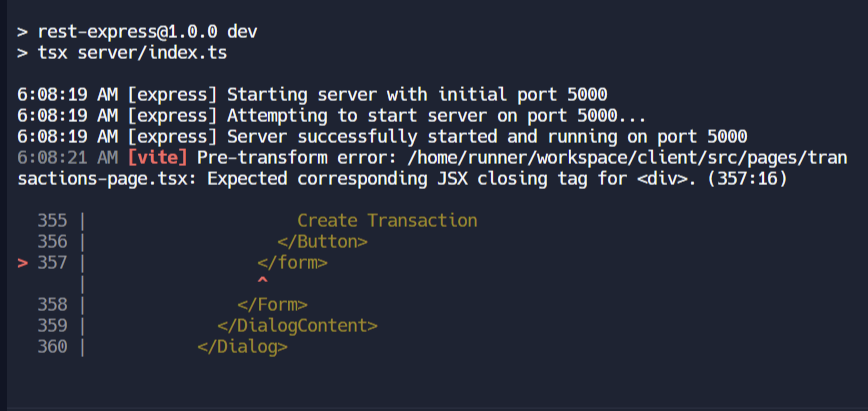 > rest-express@1.0.0 dev
> tsx server/index.ts
6:08:19 AM [express] Starting server with initial port 5000
6:08:19 AM [express] Attempting to start server on port 5000...
6:08:19 AM [express] Server successfully started and running on port 5000
6:08:21 AM [vite] Pre-transform error: /home/runner/workspace/client/src/pages/tran
sactions-page.tsx: Expected corresponding JSX closing tag for <div>. (357:16)
355 |                     Create Transaction
356 |                   </Button>
> 357 |                 </form>
|                 ^
358 |               </Form>
359 |             </DialogContent>
360 |           </Dialog>